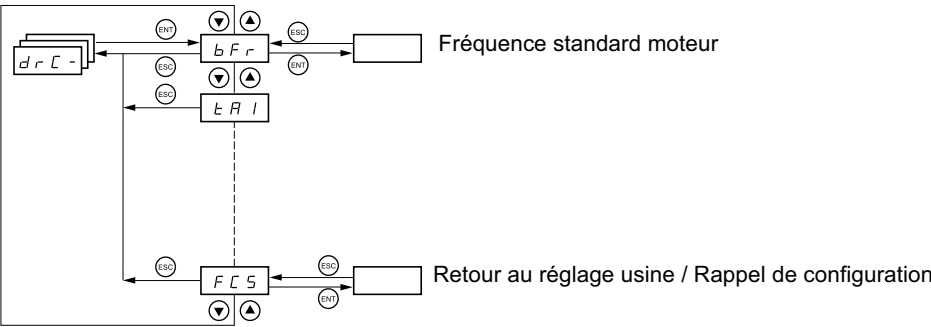 ENT
ESC
drC-
bFr
Fréquence standard moteur
ESC
ENT
ESC
tA1
ESC
FCS
ESC
Retour au réglage usine / Rappel de configuration
ENT